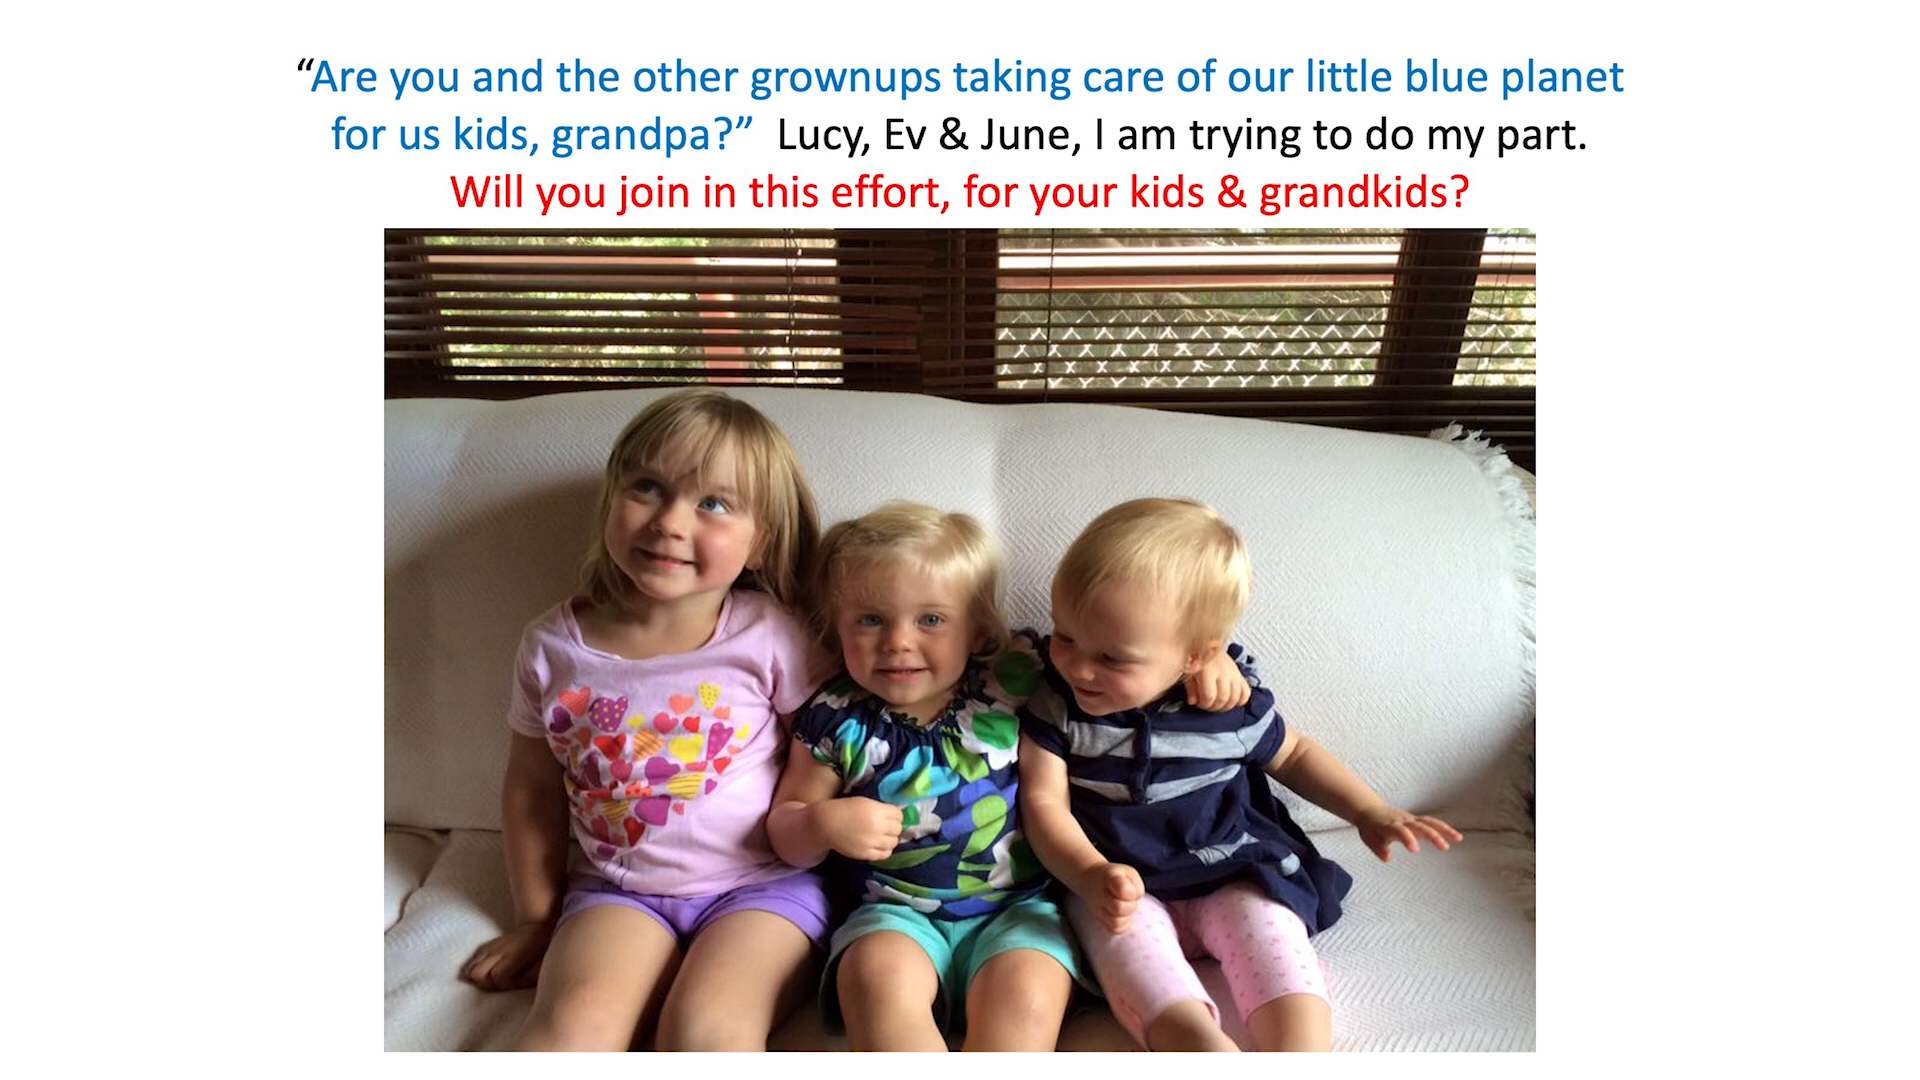 “Are you and the other grownups taking care of our little blue planet
for us kids, grandpa?”  Lucy, Ev & June, I am trying to do my part.
Will you join in this effort, for your kids & grandkids?